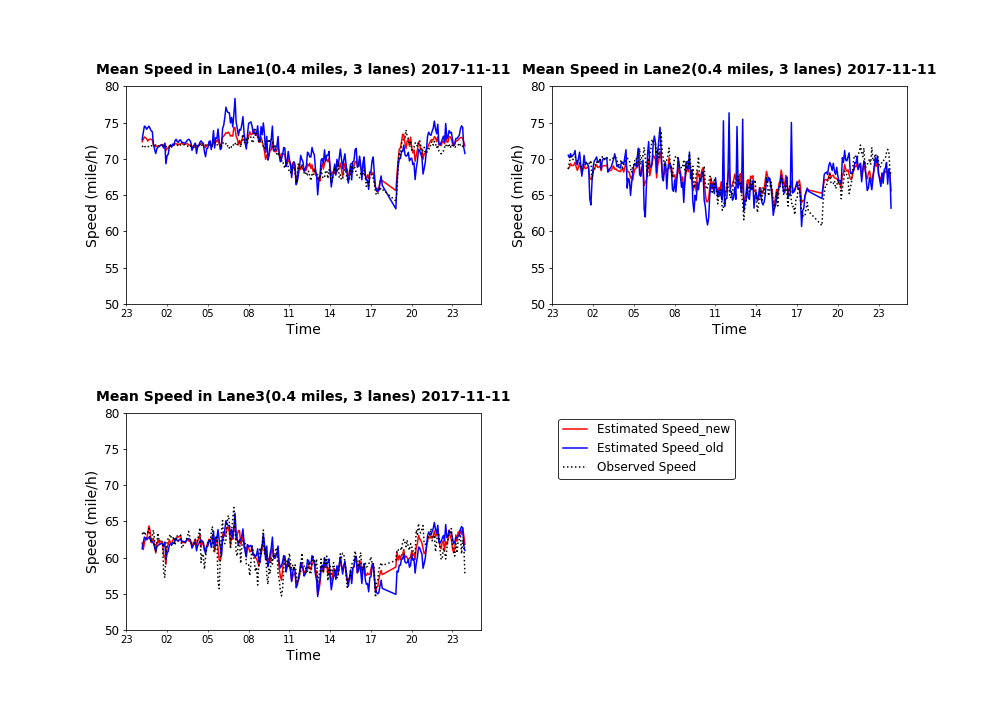 Mean Speed in Lane1(0.4 miles, 3 lanes) 2017-11-11
80
75
70
65
60
55
50
Speed (mile/h)
23 02 05 08 11 14 17 20 23
Time
Mean Speed in Lane2(0.4 miles, 3 lanes) 2017-11-11
80
75
70
65
60
55
50
Speed (mile/h)
23 02 05 08 11 14 17 20 23
Time
Mean Speed in Lane3(0.4 miles, 3 lanes) 2017-11-11
80
75
70
65
60
55
50
Speed (mile/h)
23 02 05 08 11 14 17 20 23
Time
Estimated Speed_new
Estimated Speed_old
Observed Speed